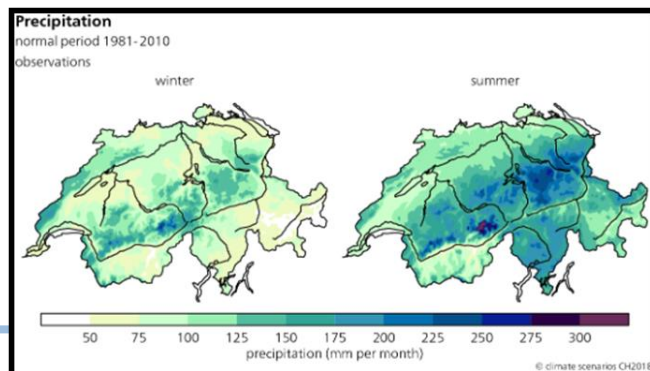 Precipitation
normal period 1981-2010
observations
winter
summer
50 75 100 125 150 175 200 225 250 275 300
precipitation (mm per month)
© climate scenarios CH2018